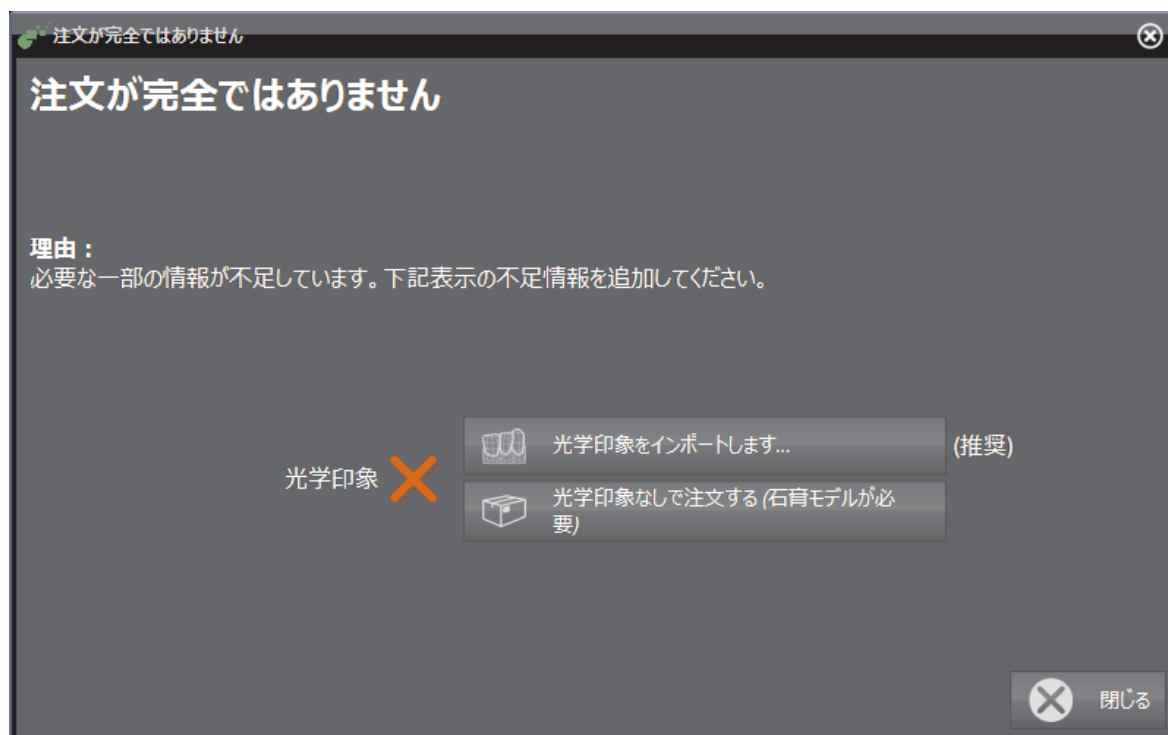 注文が完全ではありません
注文が完全ではありません
理由：
必要な一部の情報が不足しています。下記表示の不足情報を追加してください。
光学印象をインポートします...
(推奨)
光学印象
光学印象なしで注文する (石膏モデルが必
要)
閉じる